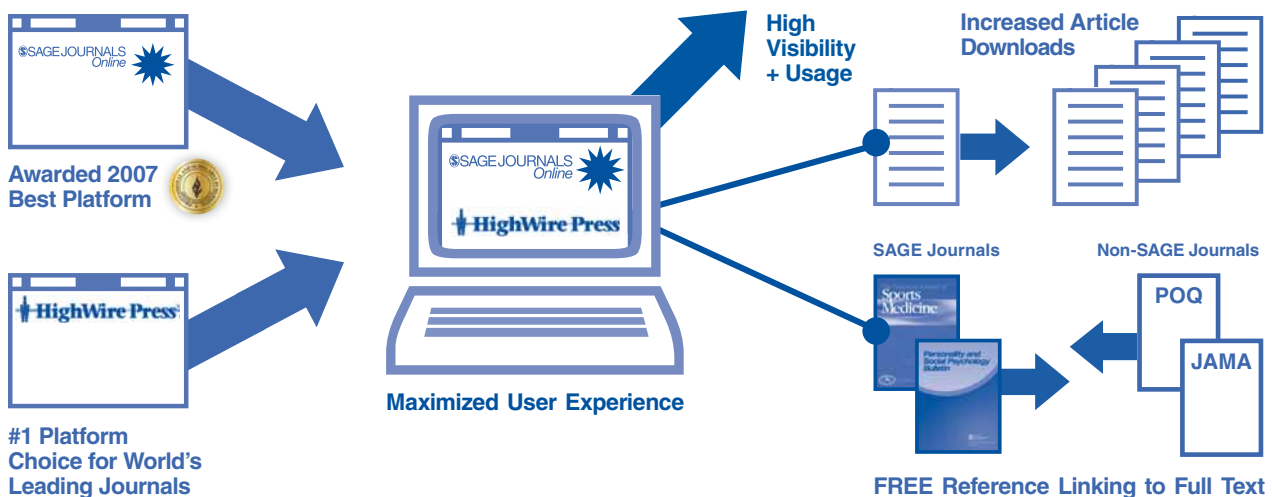 $SAGE JOURNALS
Online
Awarded 2007
Best Platform
HighWire Press
#1 Platform
Choice for World's
Leading Journals
$SAGE JOURNALS
Online
HighWire Press
Maximized User Experience
High
Visibility
+ Usage
Increased Article
Downloads
SAGE Journals
Non-SAGE Journals
Sports
Medicine
Personality and
Social Psychology
Bulletin
POQ
JAMA
FREE Reference Linking to Full Text